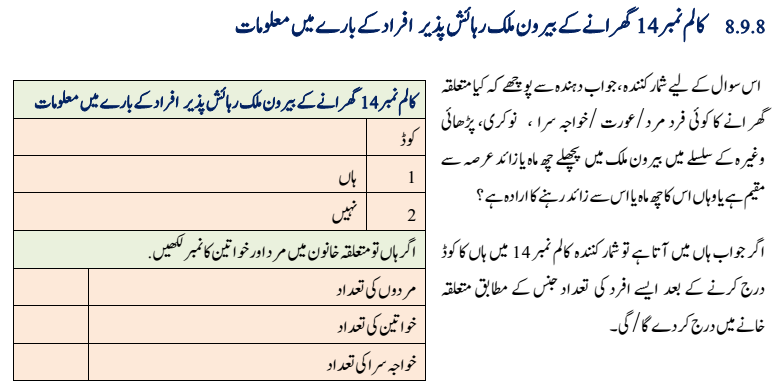 8.9.8 کالم نمبر 14 گھرانے کے بیرون ملک رہائش پذیر افراد کے بارے میں معلومات
اس سوال کے لیے شمار کنندہ، جواب دہندہ سے پوچھے کہ کیا متعلقہ
گھرانے کا کوئی فرد مرد/عورت/خواجہ سرا ، نوکری، پڑھائی
وغیرہ کے سلسلے میں بیرون ملک میں پچھلے چھ ماہ یا زائد عرصہ سے
مقیم ہے یا وہاں اس کا چھ ماہ یا اس سے زائد رہنے کا ارادہ ہے؟
اگر جواب ہاں میں آتا ہے تو شمار کنندہ کالم نمبر 14 میں ہاں کا کوڈ
درج کرنے کے بعد ایسے افرد کی تعداد جنس کے مطابق متعلقہ
خانے میں درج کر دے گا/گی۔
کالم نمبر 14 گھرانے کے بیرون ملک رہائش پذیر افراد کے بارے میں معلومات
کوڈ
1 ہاں
2 نہیں
اگر ہاں تو متعلقہ خانون میں مرد اور خواتین کا نمبر لکھیں.
مردوں کی تعداد
خواتین کی تعداد
خواجہ سرا کی تعداد